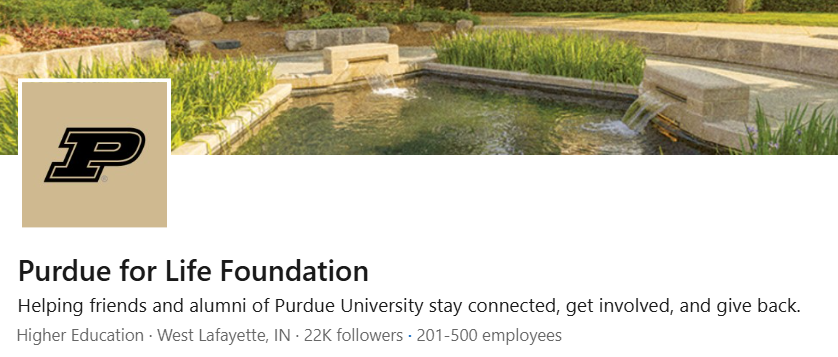 P
Purdue for Life Foundation
Helping friends and alumni of Purdue University stay connected, get involved, and give back.
Higher Education · West Lafayette, IN · 22K followers · 201-500 employees